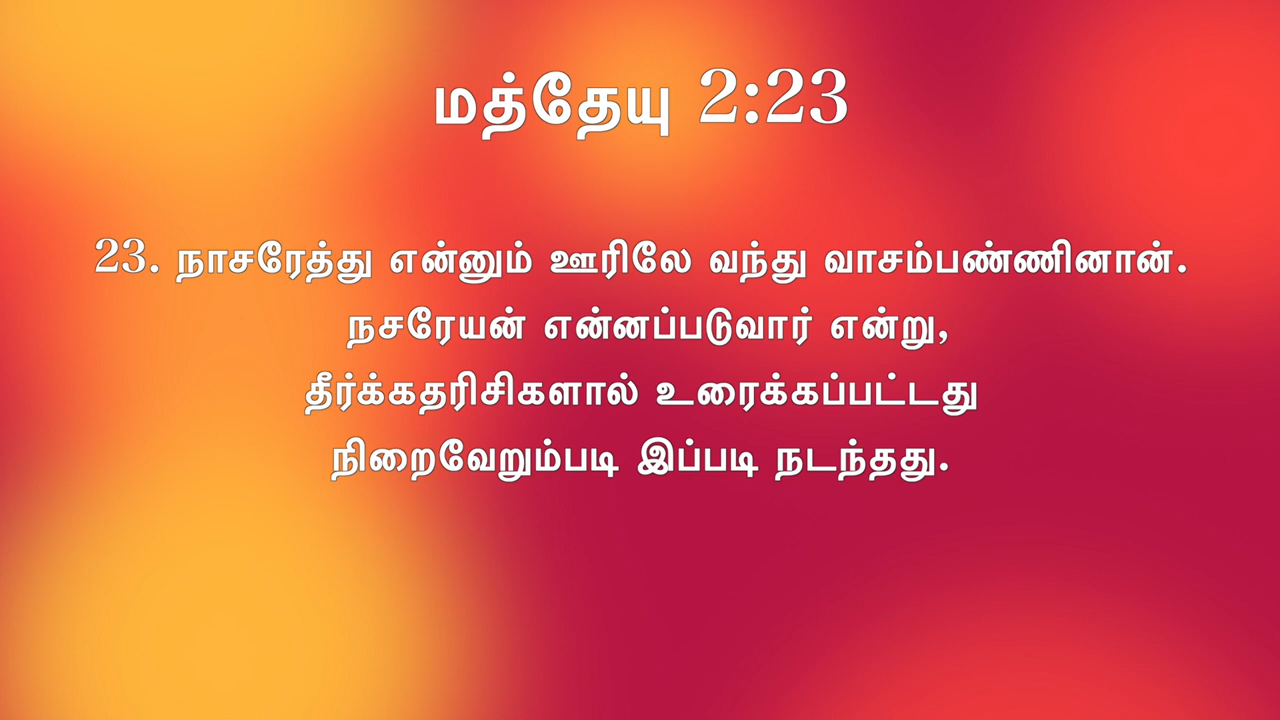 மத்தேயு 2:23
23. நாசரேத்து என்னும் ஊரிலே வந்து வாசம்பண்ணினான்.
நசரேயன் என்னப்படுவார் என்று,
தீர்க்கதரிசிகளால் உரைக்கப்பட்டது
நிறைவேறும்படி இப்படி நடந்தது.